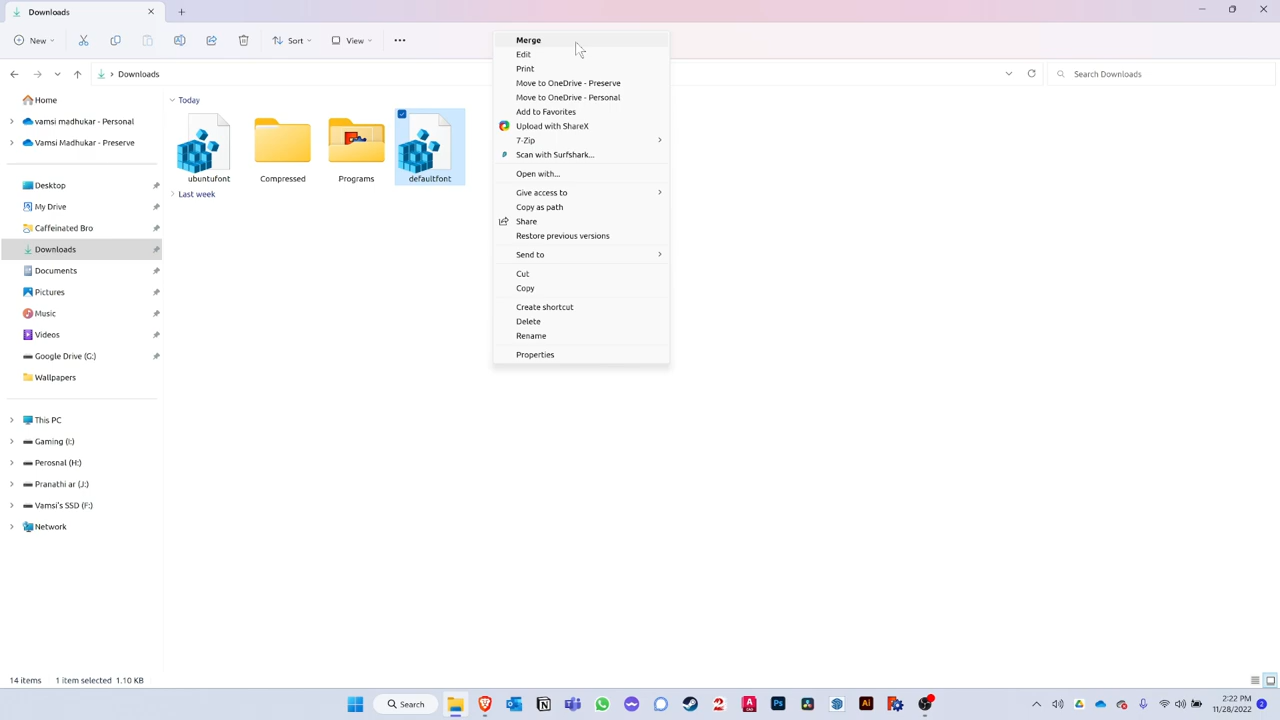 Downloads
New
Sort
View
Downloads
Search Downloads
Home
vamsi madhukar - Personal
Vamsi Madhukar - Preserve
Desktop
My Drive
Caffeinated Bro
Downloads
Documents
Pictures
Music
Videos
Google Drive (G:)
Wallpapers
This PC
Gaming (I:)
Perosnal (H:)
Pranathi ar (J:)
Vamsi's SSD (F:)
Network
Today
ubuntufont
Compressed
Programs
defaultfont
Last week
Merge
Edit
Print
Move to OneDrive - Preserve
Move to OneDrive - Personal
Add to Favorites
Upload with ShareX
7-Zip
Scan with Surfshark...
Open with...
Give access to
Copy as path
Share
Restore previous versions
Send to
Cut
Copy
Create shortcut
Delete
Rename
Properties
14 items 1 item selected 1.10 KB
Search
Ps
Ai
2:22 PM
11/28/2022
2